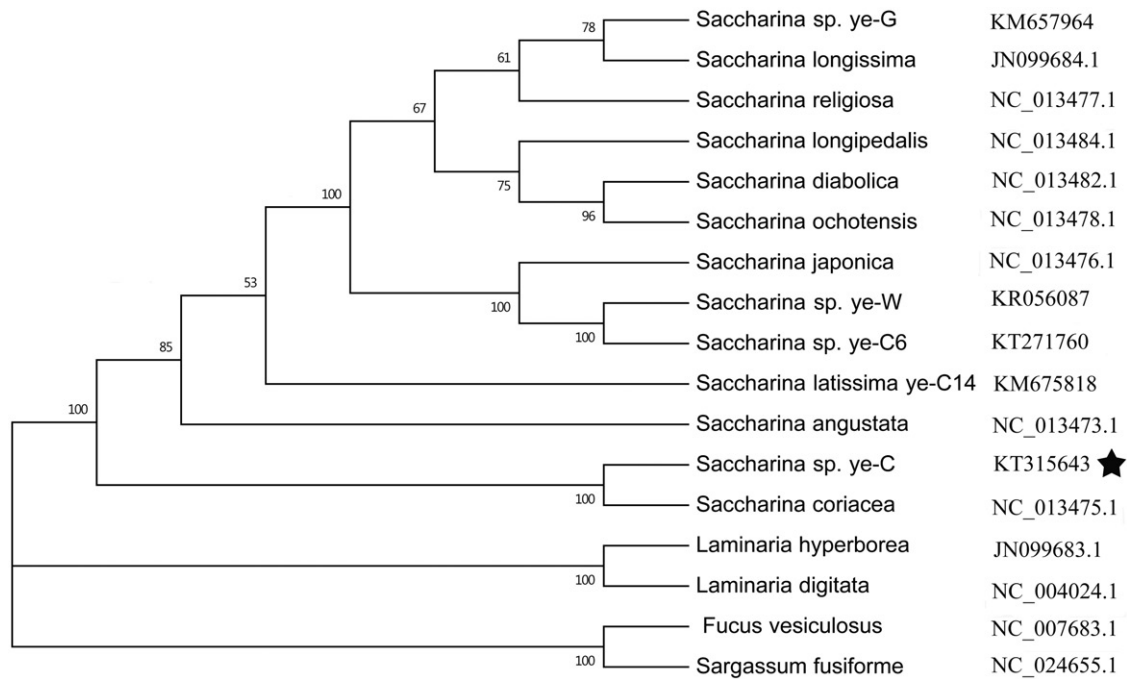 Saccharina sp. ye-G KM657964
78
Saccharina longissima JN099684.1
61
Saccharina religiosa NC_013477.1
67
Saccharina longipedalis NC_013484.1
75
Saccharina diabolica NC_013482.1
96
Saccharina ochotensis NC_013478.1
100
Saccharina japonica NC_013476.1
100
Saccharina sp. ye-W KR056087
53
100
Saccharina sp. ye-C6 KT271760
85
Saccharina latissima ye-C14 KM675818
100
Saccharina angustata NC_013473.1
Saccharina sp. ye-C KT315643
100
Saccharina coriacea NC_013475.1
Laminaria hyperborea JN099683.1
100
Laminaria digitata NC_004024.1
Fucus vesiculosus NC_007683.1
100
Sargassum fusiforme NC_024655.1